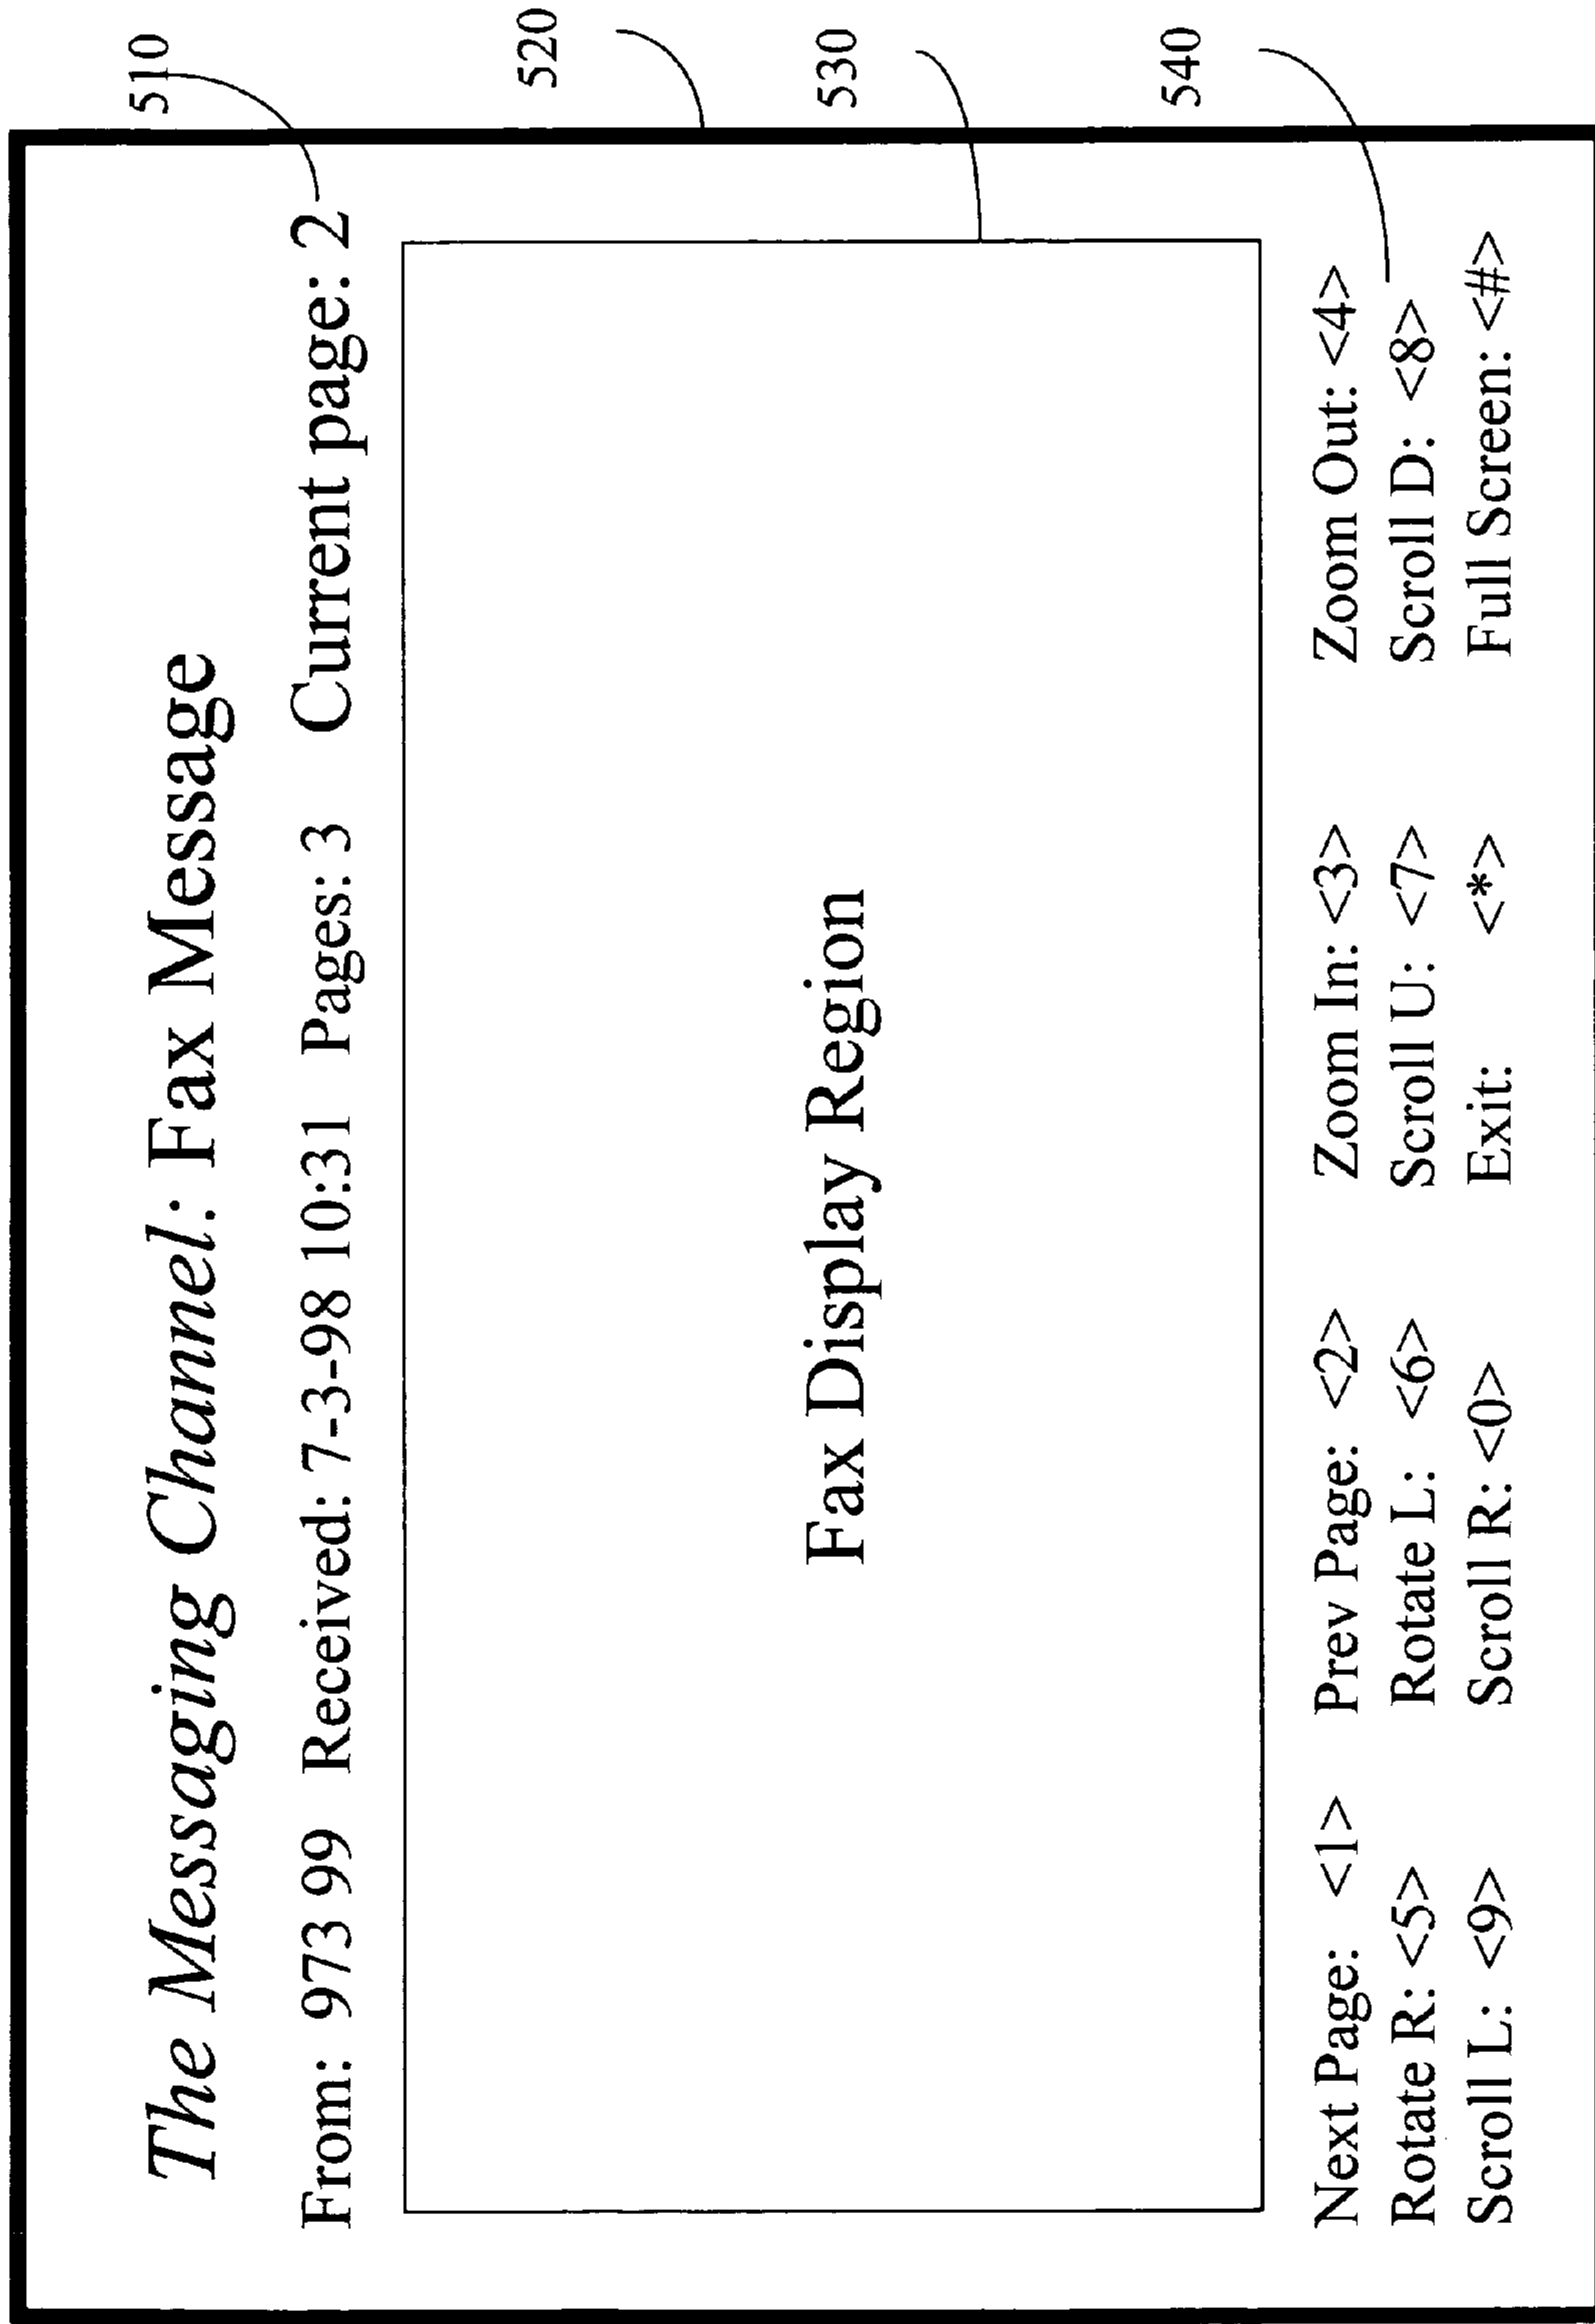 The Messaging Channel: Fax Message
From: 973 99 Received: 7-3-98 10:31 Pages: 3 Current page: 2
Fax Display Region
Next Page: <1> Prev Page: <2> Zoom In: <3> Zoom Out: <4>
Rotate R: <5> Rotate L: <6> Scroll U: <7> Scroll D: <8>
Scroll L: <9> Scroll R: <0> Exit: <*> Full Screen: <#>
510
520
530
540